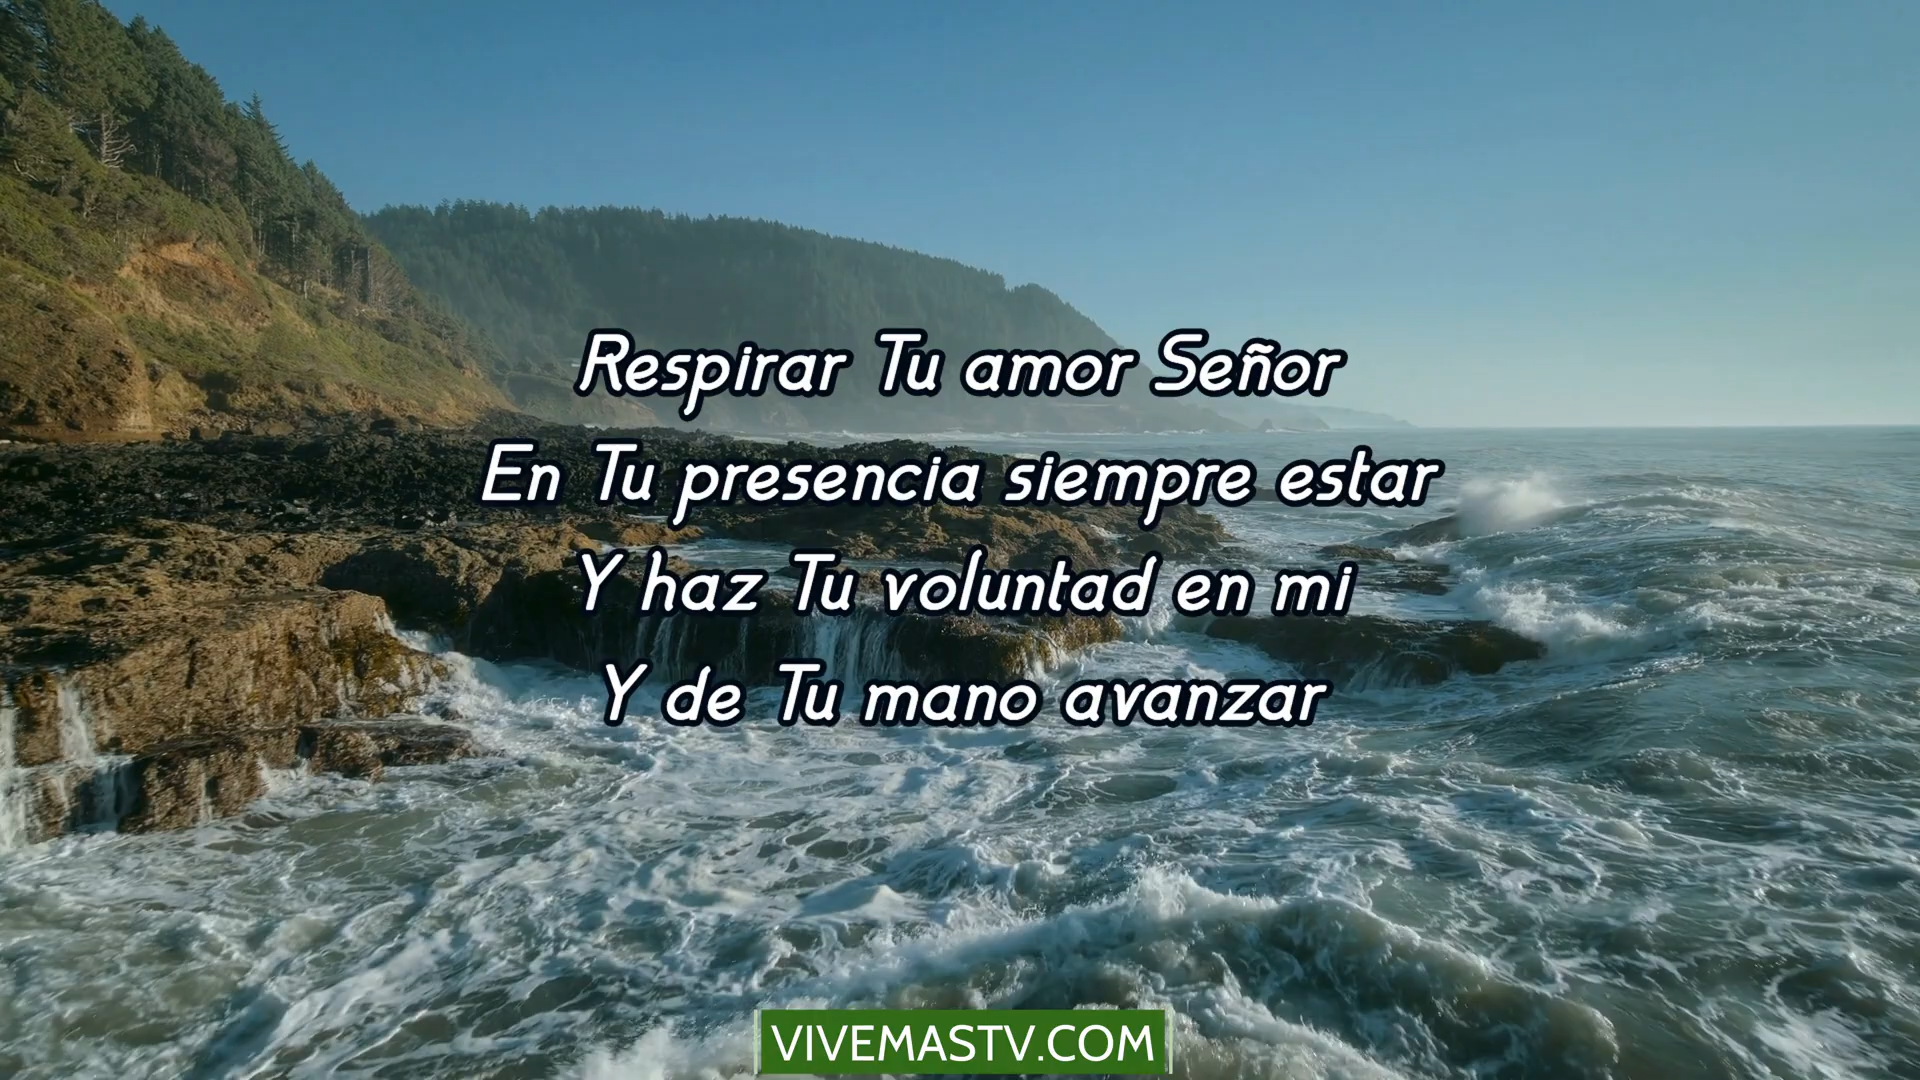 Respirar Tu amor Señor
En Tu presencia siempre estar
Y haz Tu voluntad en mi
Y de Tu mano avanzar
VIVEMASTV.COM